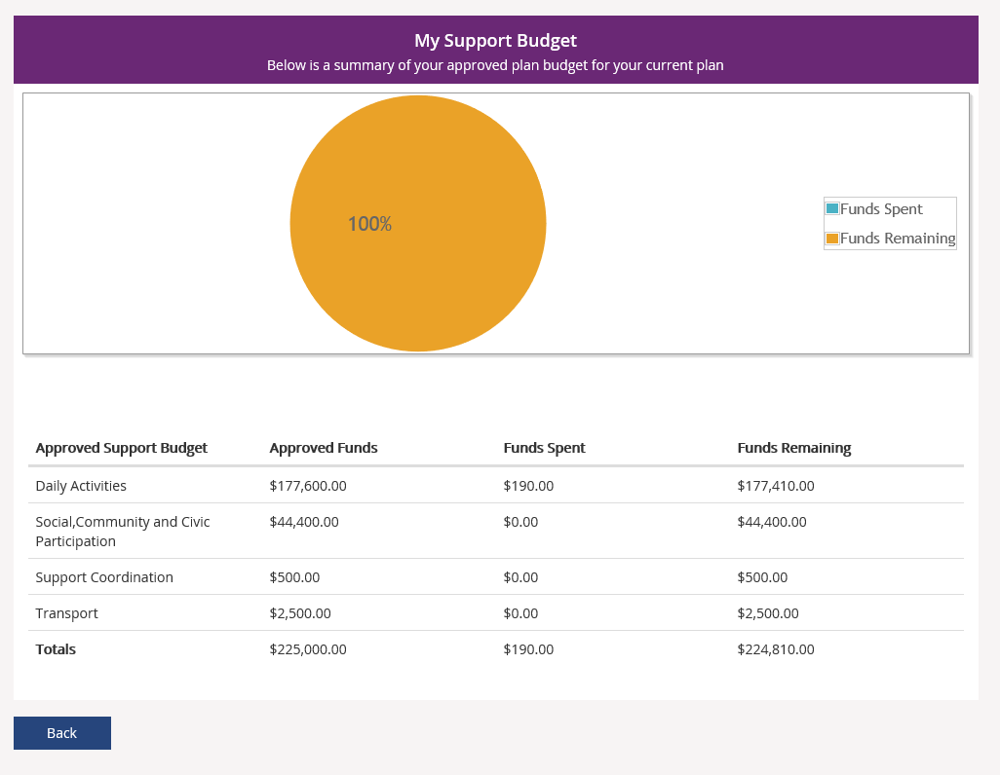 My Support Budget
Below is a summary of your approved plan budget for your current plan
100%
Funds Spent
Funds Remaining
Approved Support Budget Approved Funds Funds Spent Funds Remaining
Daily Activities $177,600.00 $190.00 $177,410.00
Social,Community and Civic $44,400.00 $0.00 $44,400.00
Participation
Support Coordination $500.00 $0.00 $500.00
Transport $2,500.00 $0.00 $2,500.00
Totals $225,000.00 $190.00 $224,810.00
Back